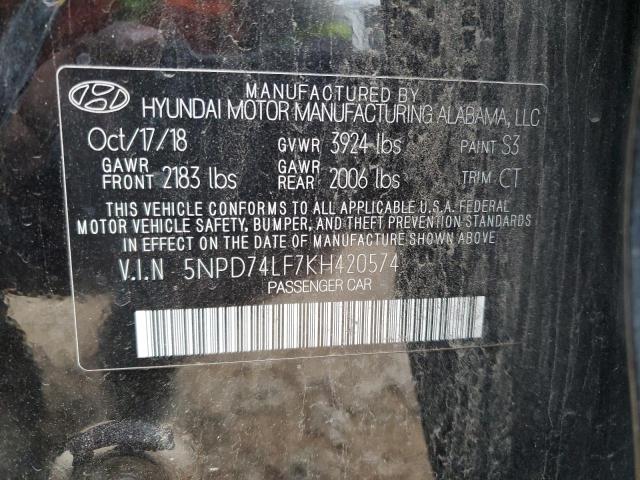 MANUFACTURED BY
HYUNDAI MOTOR MANUFACTURING ALABAMA, LLC
Oct/17/18 GVWR 3924 lbs PAINT S3
GAWR FRONT 2183 lbs GAWR REAR 2006 lbs TRIM CT
THIS VEHICLE CONFORMS TO ALL APPLICABLE U.S.A. FEDERAL
MOTOR VEHICLE SAFETY, BUMPER, AND THEFT PREVENTION STANDARDS
IN EFFECT ON THE DATE OF MANUFACTURE SHOWN ABOVE.
V.I.N 5NPD74LF7KH420574
PASSENGER CAR